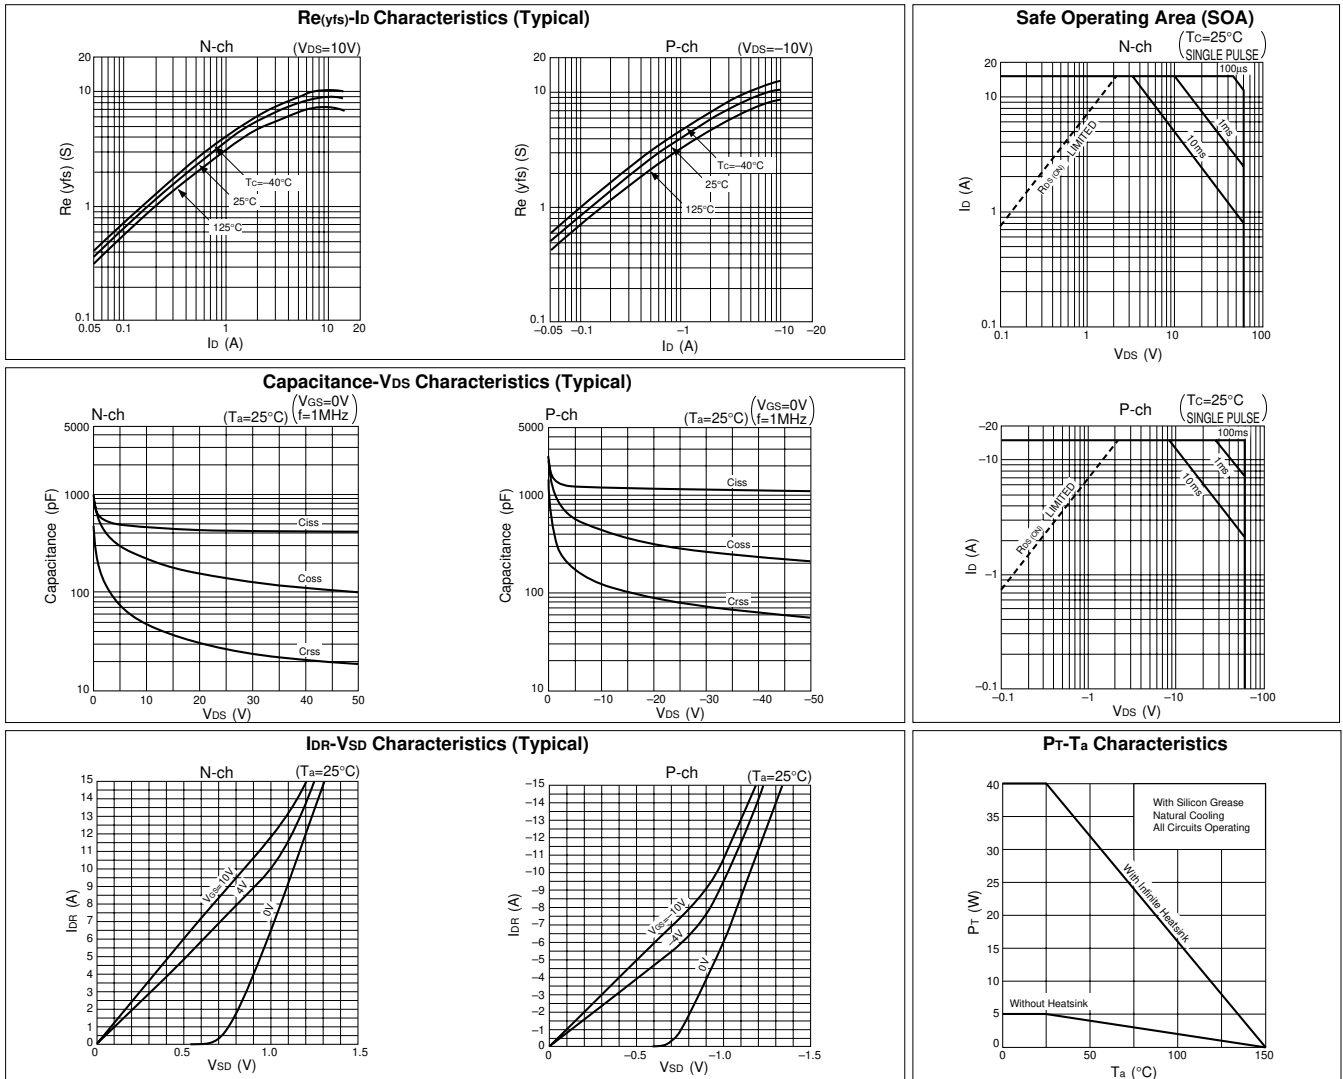 Re(yfs)-ID Characteristics (Typical)
N-ch
(VDS=10V)
20
10
1
0.1
0.05
0.1
1
10
20
Re (yfs) (S)
ID (A)
TC=–40°C
25°C
125°C
P-ch
(VDS=–10V)
20
10
1
0.1
–0.05
–0.1
–1
–10
–20
Re (yfs) (S)
ID (A)
TC=–40°C
25°C
125°C
Capacitance-VDS Characteristics (Typical)
N-ch
(Ta=25°C)
(VGS=0V
f=1MHz)
5000
1000
100
10
0
10
20
30
40
50
Capacitance (pF)
VDS (V)
Ciss
Coss
Crss
P-ch
(Ta=25°C)
(VGS=0V
f=1MHz)
5000
1000
100
10
0
–10
–20
–30
–40
–50
Capacitance (pF)
VDS (V)
Ciss
Coss
Crss
IDR-VSD Characteristics (Typical)
N-ch
(Ta=25°C)
15
14
13
12
11
10
9
8
7
6
5
4
3
2
1
0
0
0.5
1.0
1.5
IDR (A)
VSD (V)
VGS=10V
4V
0V
P-ch
(Ta=25°C)
–15
–14
–13
–12
–11
–10
–9
–8
–7
–6
–5
–4
–3
–2
–1
0
0
–0.5
–1.0
–1.5
IDR (A)
VSD (V)
VGS=–10V
–4V
0V
Safe Operating Area (SOA)
N-ch
(TC=25°C
SINGLE PULSE)
20
10
1
0.1
0.1
1
10
100
ID (A)
VDS (V)
RDS (ON) LIMITED
100µs
1ms
10ms
P-ch
(TC=25°C
SINGLE PULSE)
–20
–10
–1
–0.1
–0.1
–1
–10
–100
ID (A)
VDS (V)
RDS (ON) LIMITED
100ms
1ms
10ms
PT-Ta Characteristics
40
35
30
25
20
15
10
5
0
0
50
100
150
PT (W)
Ta (°C)
With Silicon Grease
Natural Cooling
All Circuits Operating
With Infinite Heatsink
Without Heatsink